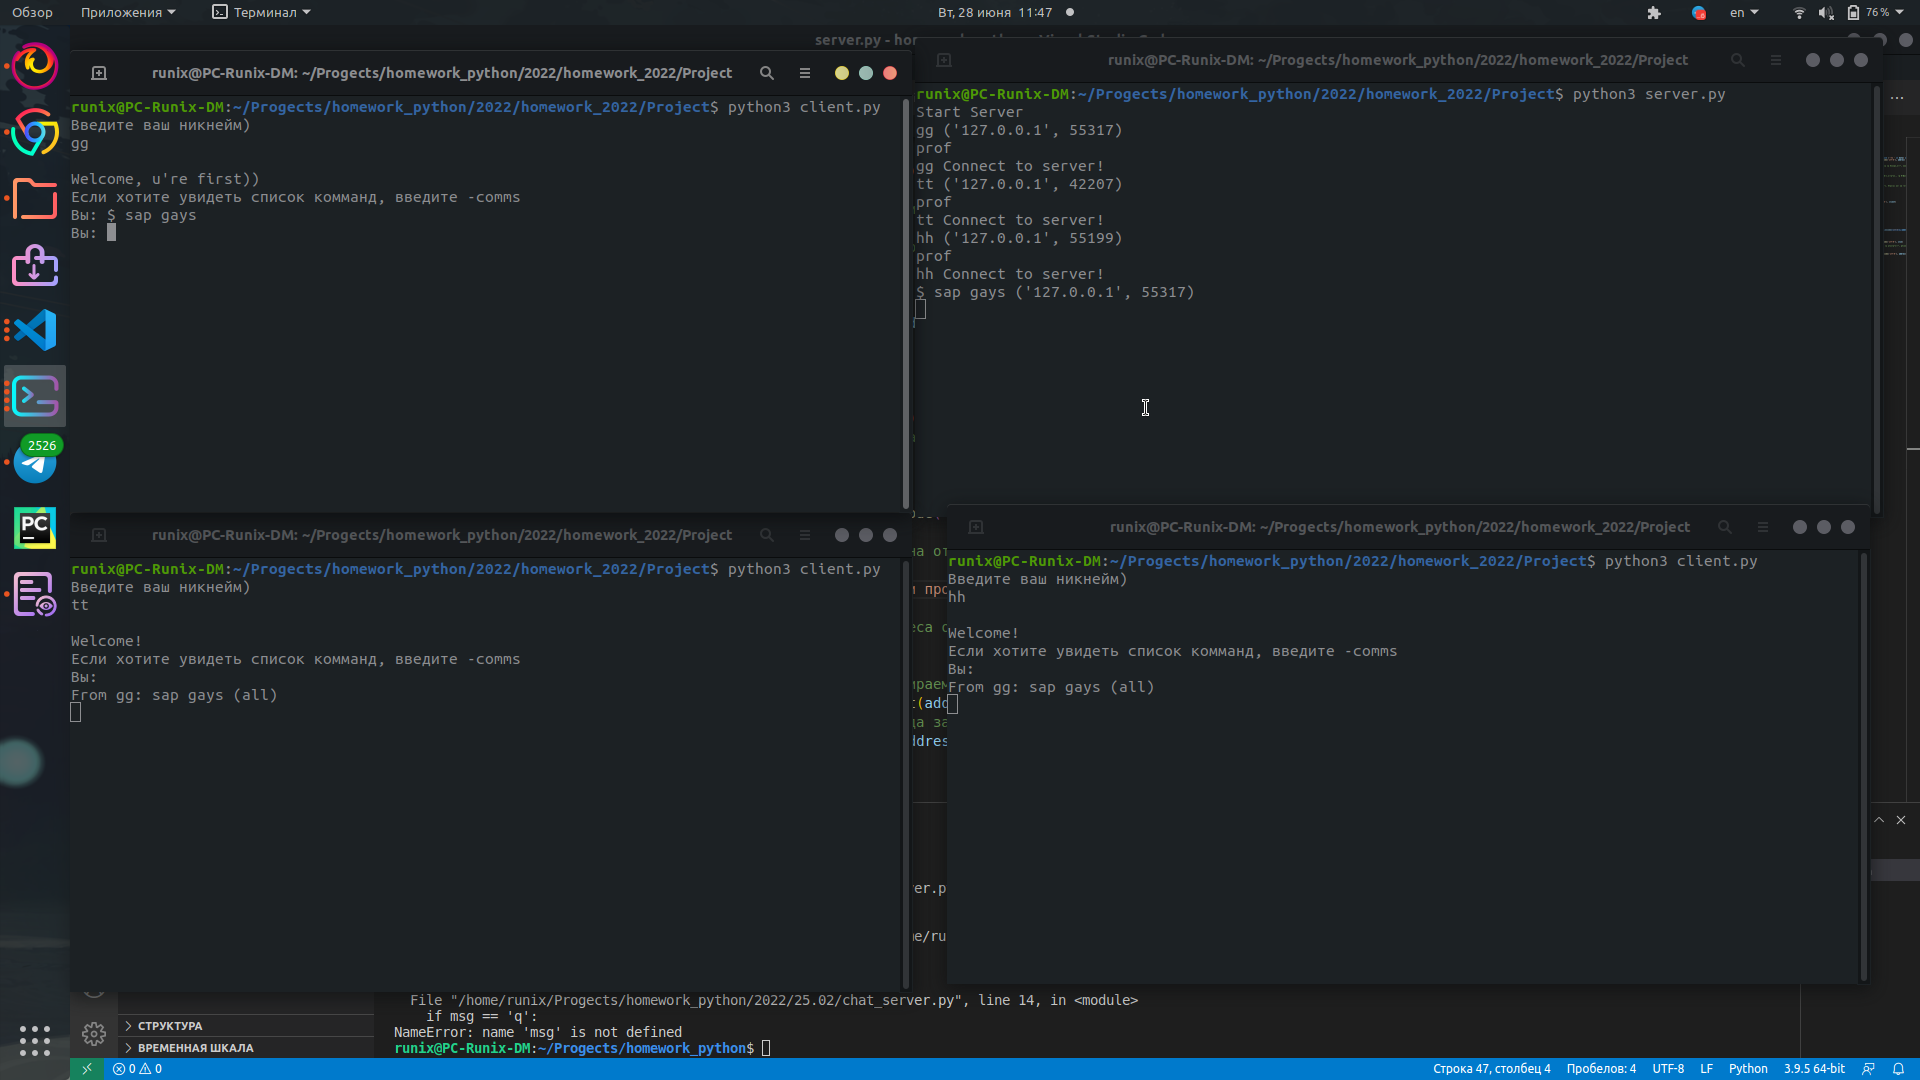 Обзор Приложения Терминал Вт, 28 июня 11:47 en 76 %
server.py - hor
runix@PC-Runix-DM: ~/Progects/homework_python/2022/homework_2022/Project
runix@PC-Runix-DM:~/Progects/homework_python/2022/homework_2022/Project$ python3 client.py
Введите ваш никнейм)
gg
Welcome, u're first))
Если хотите увидеть список комманд, введите -comms
Вы: $ sap gays
Вы:
runix@PC-Runix-DM: ~/Progects/homework_python/2022/homework_2022/Project
runix@PC-Runix-DM:~/Progects/homework_python/2022/homework_2022/Project$ python3 server.py
Start Server
gg ('127.0.0.1', 55317)
prof
gg Connect to server!
tt ('127.0.0.1', 42207)
prof
tt Connect to server!
hh ('127.0.0.1', 55199)
prof
hh Connect to server!
$ sap gays ('127.0.0.1', 55317)
2526
PC
runix@PC-Runix-DM: ~/Progects/homework_python/2022/homework_2022/Project
runix@PC-Runix-DM:~/Progects/homework_python/2022/homework_2022/Project$ python3 client.py
Введите ваш никнейм)
tt
Welcome!
Если хотите увидеть список комманд, введите -comms
Вы:
From gg: sap gays (all)
runix@PC-Runix-DM: ~/Progects/homework_python/2022/homework_2022/Project
runix@PC-Runix-DM:~/Progects/homework_python/2022/homework_2022/Project$ python3 client.py
Введите ваш никнейм)
hh
Welcome!
Если хотите увидеть список комманд, введите -comms
Вы:
From gg: sap gays (all)
File "/home/runix/Progects/homework_python/2022/25.02/chat_server.py", line 14, in <module>
if msg == 'q':
NameError: name 'msg' is not defined
runix@PC-Runix-DM:~/Progects/homework_python$
СТРУКТУРА
ВРЕМЕННАЯ ШКАЛА
0 0 Строка 47, столбец 4 Пробелов: 4 UTF-8 LF Python 3.9.5 64-bit